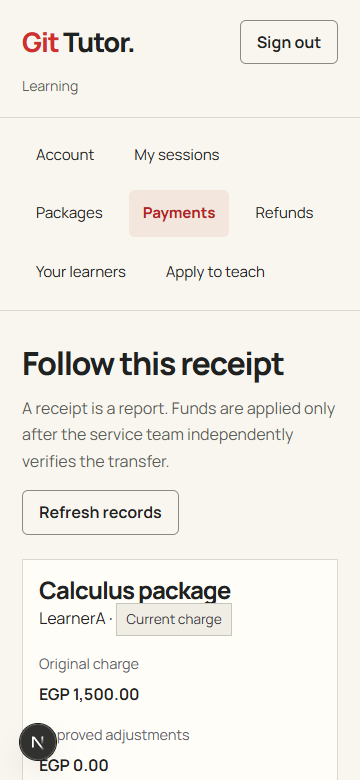 Git Tutor.
Sign out
Learning
Account My sessions
Packages Payments Refunds
Your learners Apply to teach
Follow this receipt
A receipt is a report. Funds are applied only
after the service team independently
verifies the transfer.
Refresh records
Calculus package
LearnerA · Current charge
Original charge
EGP 1,500.00
proved adjustments
EGP 0.00
N